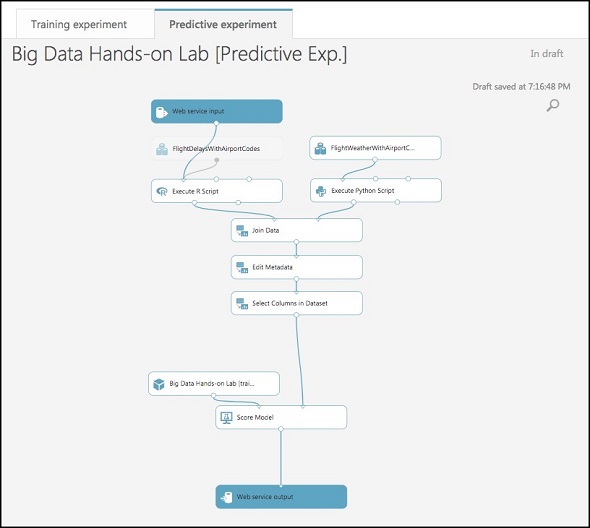 Training experiment
Predictive experiment
Big Data Hands-on Lab [Predictive Exp.]
In draft
Draft saved at 7:16:48 PM
Web service input
FlightDelaysWithAirportCodes
FlightWeatherWithAirportC...
Execute R Script
Execute Python Script
Join Data
Edit Metadata
Select Columns in Dataset
Big Data Hands-on Lab [trai...
Score Model
Web service output